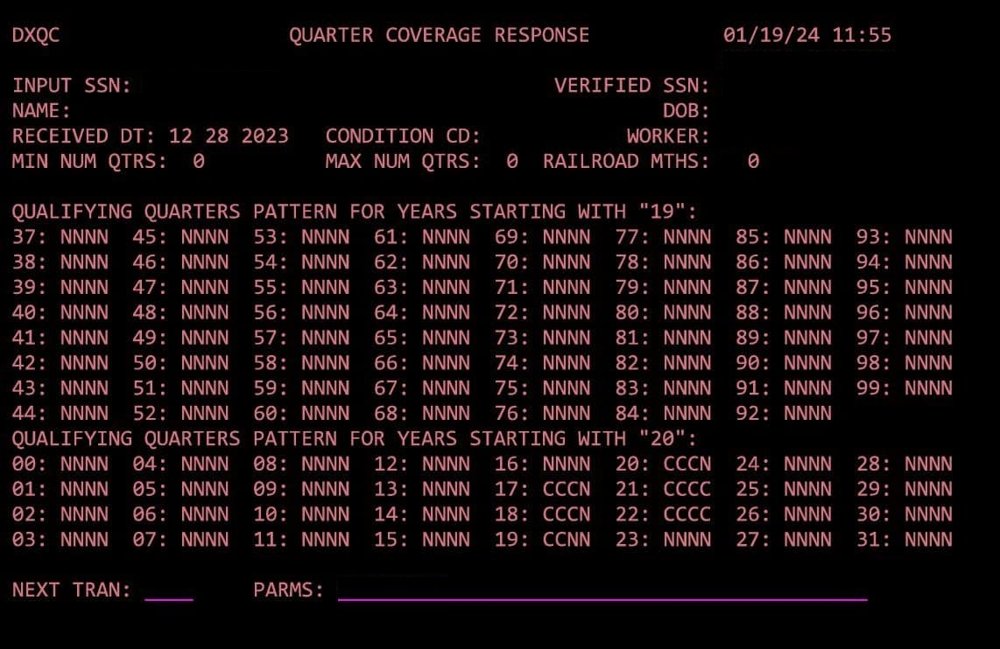 DXQC QUARTER COVERAGE RESPONSE 01/19/24 11:55
INPUT SSN: VERIFIED SSN:
NAME: DOB:
RECEIVED DT: 12 28 2023 CONDITION CD: WORKER:
MIN NUM QTRS: 0 MAX NUM QTRS: 0 RAILROAD MTHS: 0
QUALIFYING QUARTERS PATTERN FOR YEARS STARTING WITH "19":
37: NNNN 45: NNNN 53: NNNN 61: NNNN 69: NNNN 77: NNNN 85: NNNN 93: NNNN
38: NNNN 46: NNNN 54: NNNN 62: NNNN 70: NNNN 78: NNNN 86: NNNN 94: NNNN
39: NNNN 47: NNNN 55: NNNN 63: NNNN 71: NNNN 79: NNNN 87: NNNN 95: NNNN
40: NNNN 48: NNNN 56: NNNN 64: NNNN 72: NNNN 80: NNNN 88: NNNN 96: NNNN
41: NNNN 49: NNNN 57: NNNN 65: NNNN 73: NNNN 81: NNNN 89: NNNN 97: NNNN
42: NNNN 50: NNNN 58: NNNN 66: NNNN 74: NNNN 82: NNNN 90: NNNN 98: NNNN
43: NNNN 51: NNNN 59: NNNN 67: NNNN 75: NNNN 83: NNNN 91: NNNN 99: NNNN
44: NNNN 52: NNNN 60: NNNN 68: NNNN 76: NNNN 84: NNNN 92: NNNN
QUALIFYING QUARTERS PATTERN FOR YEARS STARTING WITH "20":
00: NNNN 04: NNNN 08: NNNN 12: NNNN 16: NNNN 20: CCCN 24: NNNN 28: NNNN
01: NNNN 05: NNNN 09: NNNN 13: NNNN 17: CCCN 21: CCCC 25: NNNN 29: NNNN
02: NNNN 06: NNNN 10: NNNN 14: NNNN 18: CCCN 22: CCCC 26: NNNN 30: NNNN
03: NNNN 07: NNNN 11: NNNN 15: NNNN 19: CCNN 23: NNNN 27: NNNN 31: NNNN
NEXT TRAN: PARMS: